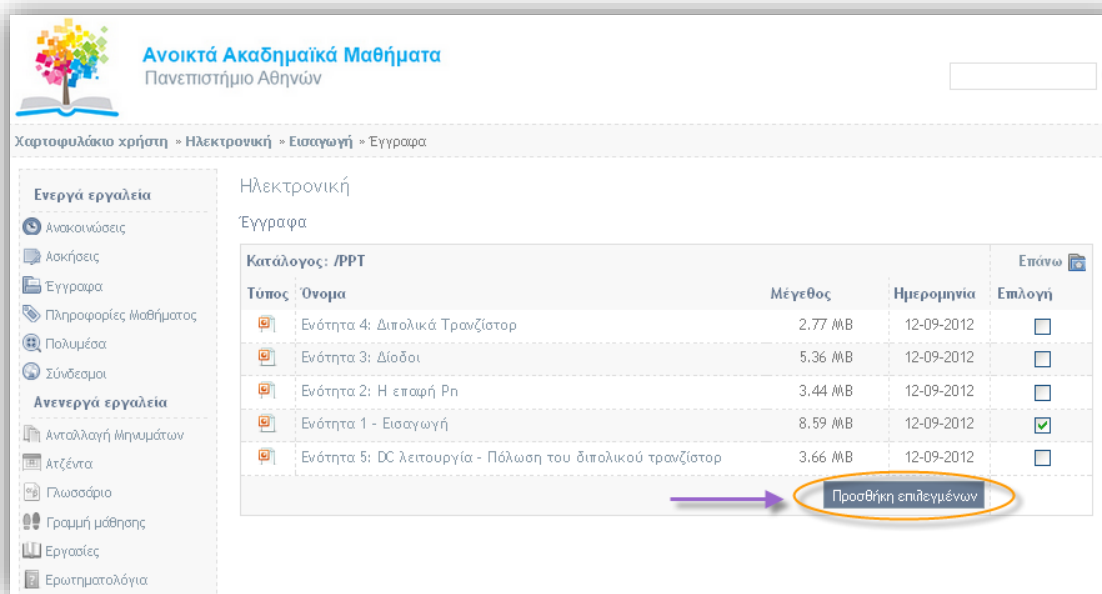 Ανοικτά Ακαδημαϊκά Μαθήματα
Πανεπιστήμιο Αθηνών
Χαρτοφυλάκιο χρήστη » Ηλεκτρονική » Εισαγωγή » Έγγραφα
Ενεργά εργαλεία
Ανακοινώσεις
Ασκήσεις
Έγγραφα
Πληροφορίες Μαθήματος
Πολυμέσα
Σύνδεσμοι
Ανενεργά εργαλεία
Ανταλλαγή Μηνυμάτων
Ατζέντα
Γλωσσάριο
Γραμμή μάθησης
Εργασίες
Ερωτηματολόγια
Ηλεκτρονική
Έγγραφα
Κατάλογος: /PPT Επάνω
Τύπος Όνομα Μέγεθος Ημερομηνία Επιλογή
Ενότητα 4: Διπολικά Τρανζίστορ 2.77 MB 12-09-2012
Ενότητα 3: Δίοδοι 5.36 MB 12-09-2012
Ενότητα 2: Η επαφή Pn 3.44 MB 12-09-2012
Ενότητα 1 - Εισαγωγή 8.59 MB 12-09-2012
Ενότητα 5: DC λειτουργία - Πόλωση του διπολικού τρανζίστορ 3.66 MB 12-09-2012
Προσθήκη επιλεγμένων